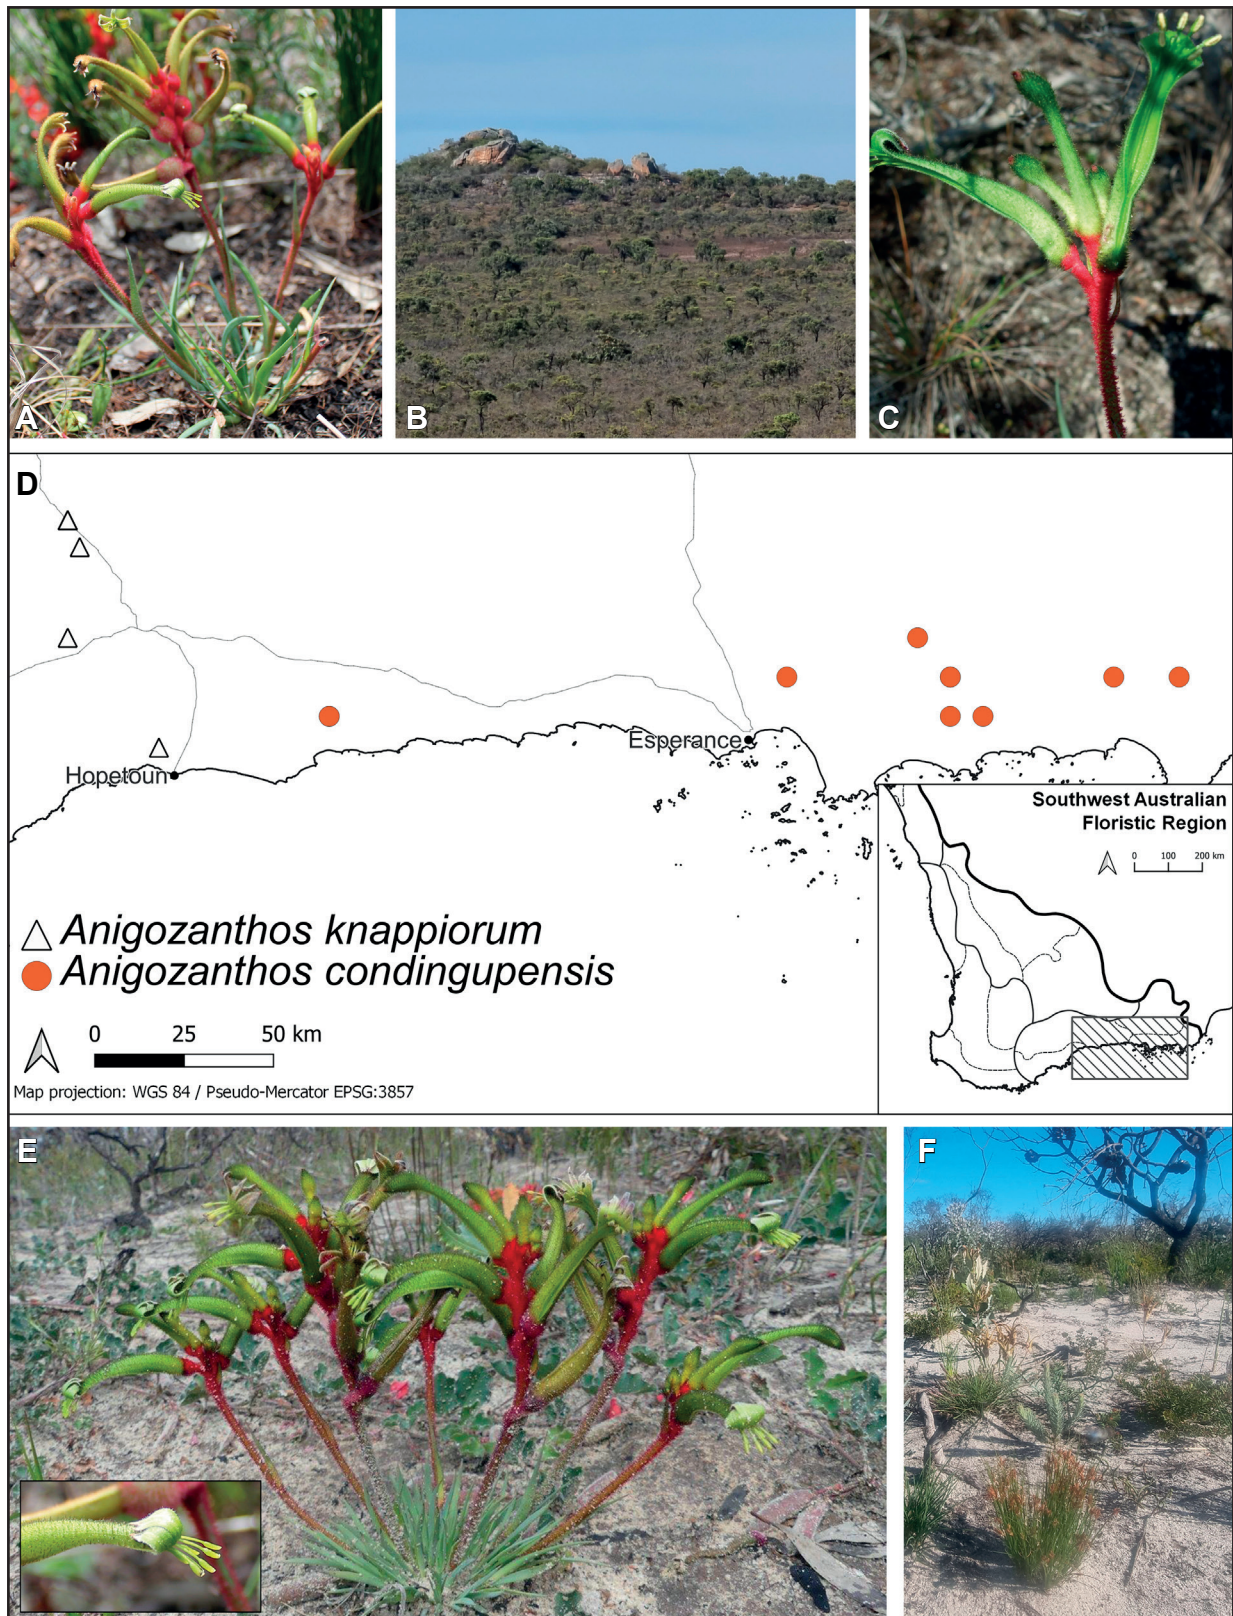 A
B
C
D
Hopetoun
Esperance
Southwest Australian
Floristic Region
0 100 200 km
Anigozanthos knappiorum
Anigozanthos condingupensis
0 25 50 km
Map projection: WGS 84 / Pseudo-Mercator EPSG:3857
E
F